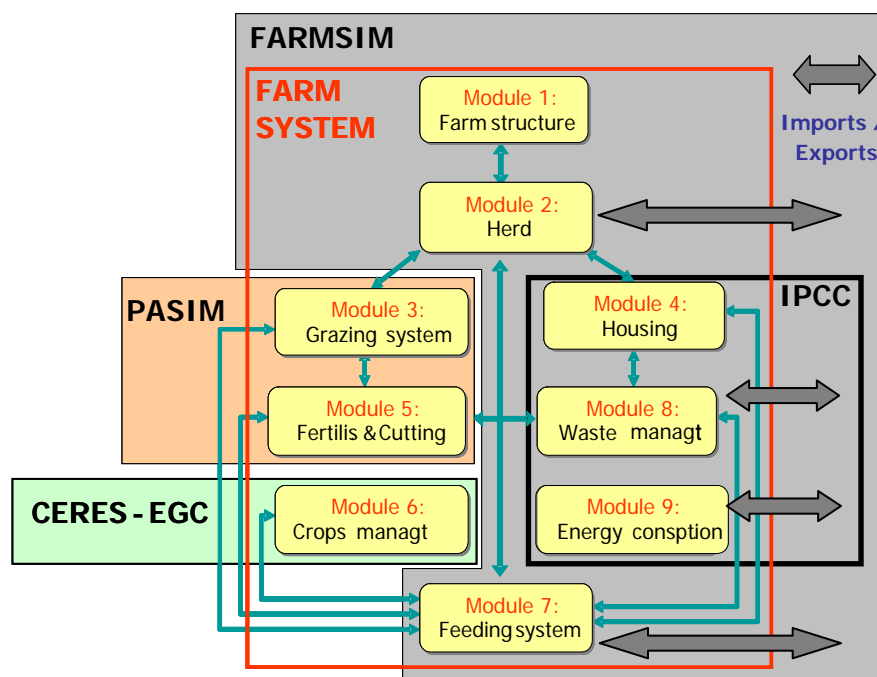 FARMSIM
FARM
SYSTEM
Module 1:
Farm structure
Imports /
Exports
Module 2:
Herd
PASIM
Module 3:
Grazing system
Module 4:
Housing
IPCC
Module 5:
Fertilis & Cutting
Module 8:
Waste managt
CERES - EGC
Module 6:
Crops managt
Module 9:
Energy consption
Module 7:
Feeding system